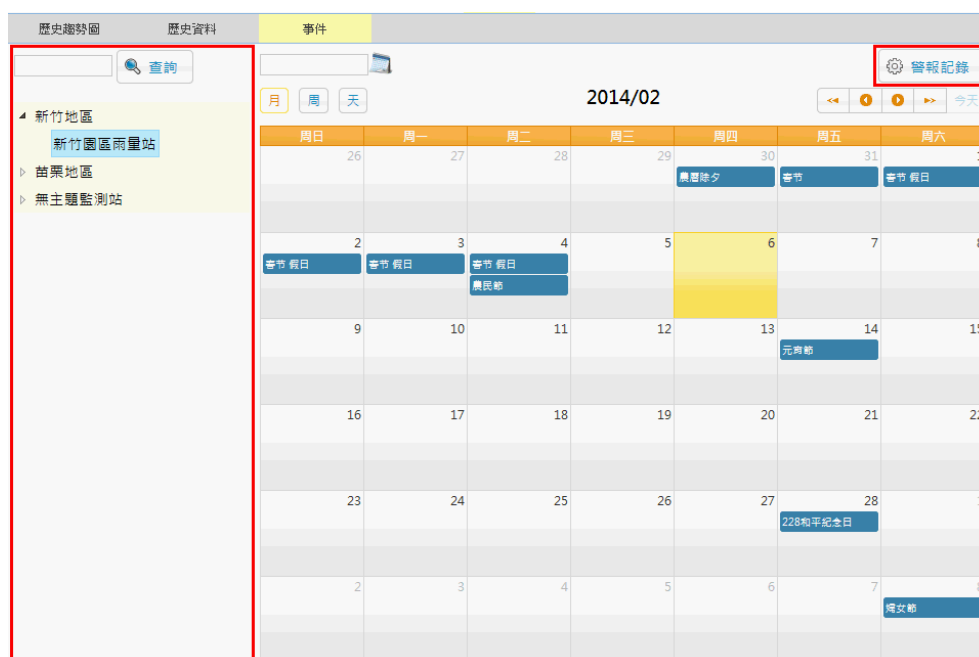 歷史趨勢圖 歷史資料 事件
查詢
警報記錄
月 周 天 2014/02 今天
新竹地區
新竹園區雨量站
苗栗地區
無主題監測站
周日 周一 周二 周三 周四 周五 周六
26 27 28 29 30 31
農曆除夕 春节 春节 假日
2 3 4 5 6 7 8
春节 假日 春节 假日 春节 假日
農民節
9 10 11 12 13 14 15
元宵節
16 17 18 19 20 21 22
23 24 25 26 27 28
228和平紀念日
2 3 4 5 6 7 8
婦女節